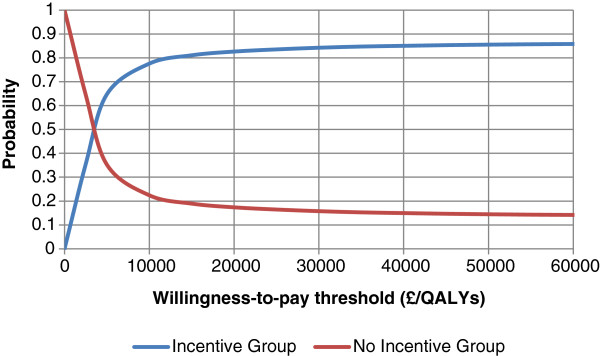 1
0.9
0.8
0.7
0.6
0.5
0.4
0.3
0.2
0.1
0
Probability
0 10000 20000 30000 40000 50000 60000
Willingness-to-pay threshold (£/QALYs)
Incentive Group No Incentive Group